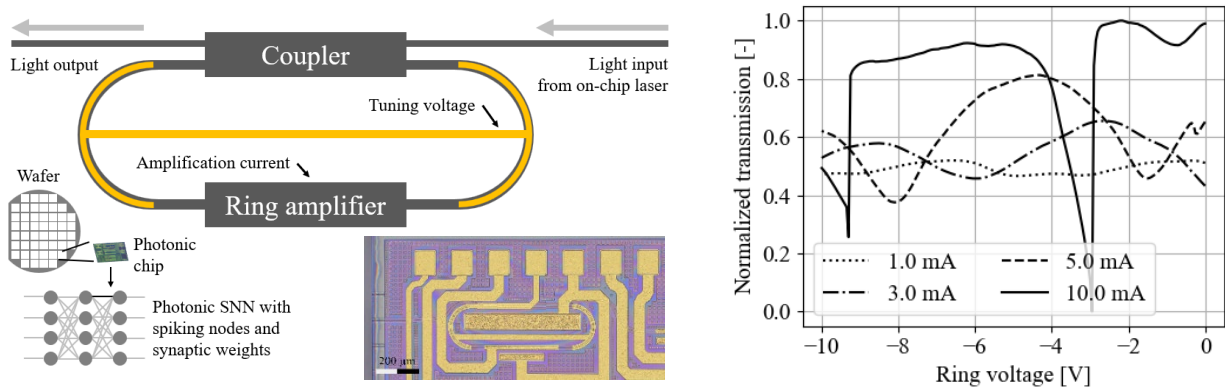 Coupler
Light output
Light input
from on-chip laser
Tuning voltage
Amplification current
Ring amplifier
Wafer
Photonic
chip
Photonic SNN with
spiking nodes and
synaptic weights
200 μm
Normalized transmission [-]
1.0
0.8
0.6
0.4
0.2
0.0
1.0 mA
3.0 mA
5.0 mA
10.0 mA
−10
−8
−6
−4
−2
0
Ring voltage [V]